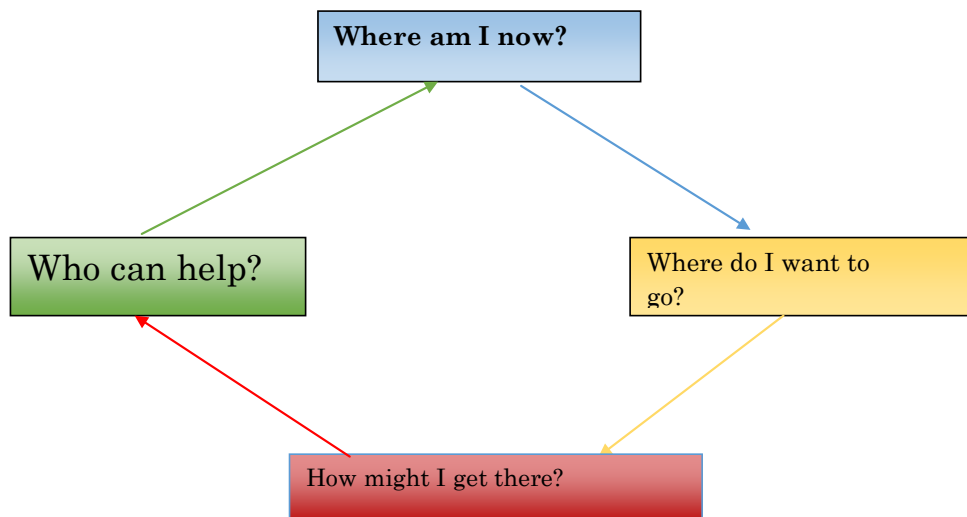 Where am I now?
Where do I want to
go?
How might I get there?
Who can help?